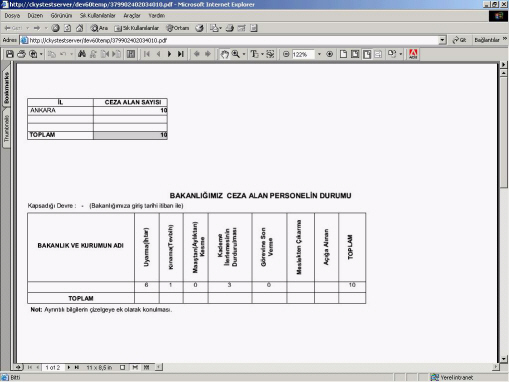 http://ckystestserver/dev60temp/379902402034010.pdf - Microsoft Internet Explorer
Dosya Düzen Görünüm Sık Kullanılanlar Araçlar Yardım
Geri Ara Sık Kullanılanlar Ortam
Adres http://ckystestserver/dev60temp/379902402034010.pdf Git Bağlantılar »
122%
Bookmarks
Thumbnails
İL CEZA ALAN SAYISI
ANKARA 10
TOPLAM 10
BAKANLIĞIMIZ CEZA ALAN PERSONELİN DURUMU
Kapsadığı Devre : - (Bakanlığımıza giriş tarihi itibarı ile)
BAKANLIK VE KURUMUN ADI
Uyarma(İhtar)
Kınama(Tevbih)
Maaştan(Aylıktan) Kesme
Kademe İlerlemesinin Durdurulması
Görevine Son Verme
Meslekten Çıkarma
Açığa Alınan
TOPLAM
6 1 0 3 0 10
TOPLAM
Not: Ayrıntılı bilgilerin çizelgeye ek olarak konulması.
1 of 2 11 x 8,5 in
Bitti Yerel intranet